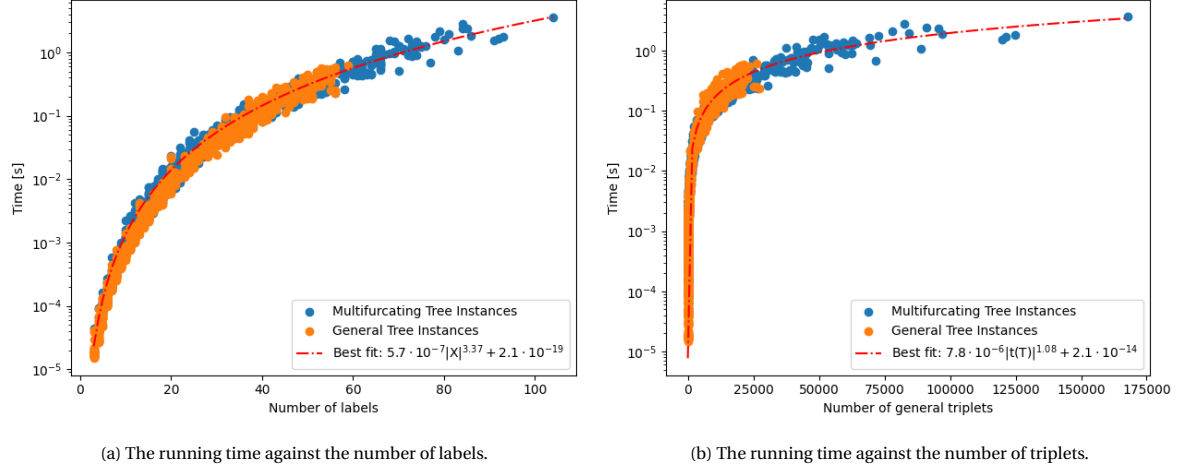 10^0
10^-1
10^-2
10^-3
10^-4
10^-5
Time [s]
0 20 40 60 80 100
Number of labels
Multifurcating Tree Instances
General Tree Instances
Best fit: 5.7 · 10^-7|X|^3.37 + 2.1 · 10^-19
(a) The running time against the number of labels.
10^0
10^-1
10^-2
10^-3
10^-4
10^-5
Time [s]
0 25000 50000 75000 100000 125000 150000 175000
Number of general triplets
Multifurcating Tree Instances
General Tree Instances
Best fit: 7.8 · 10^-6|t(T)|^1.08 + 2.1 · 10^-14
(b) The running time against the number of triplets.